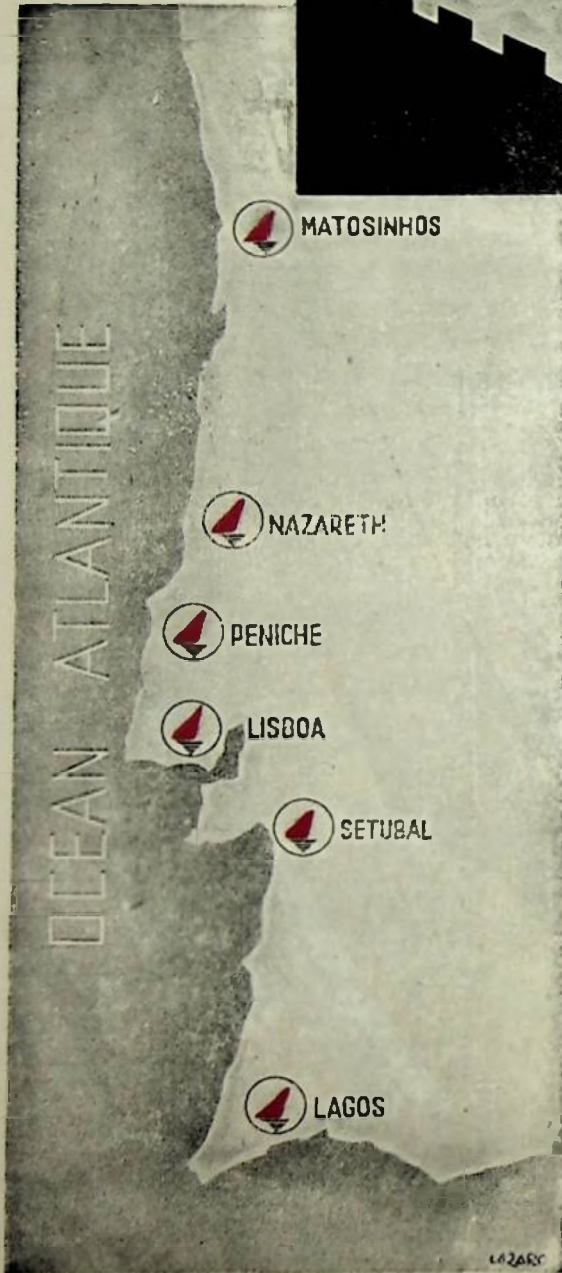 MATOSINHOS
OCEAN ATLANTIQUE
NAZARETH
PENICHE
LISBOA
SETUBAL
LAGOS